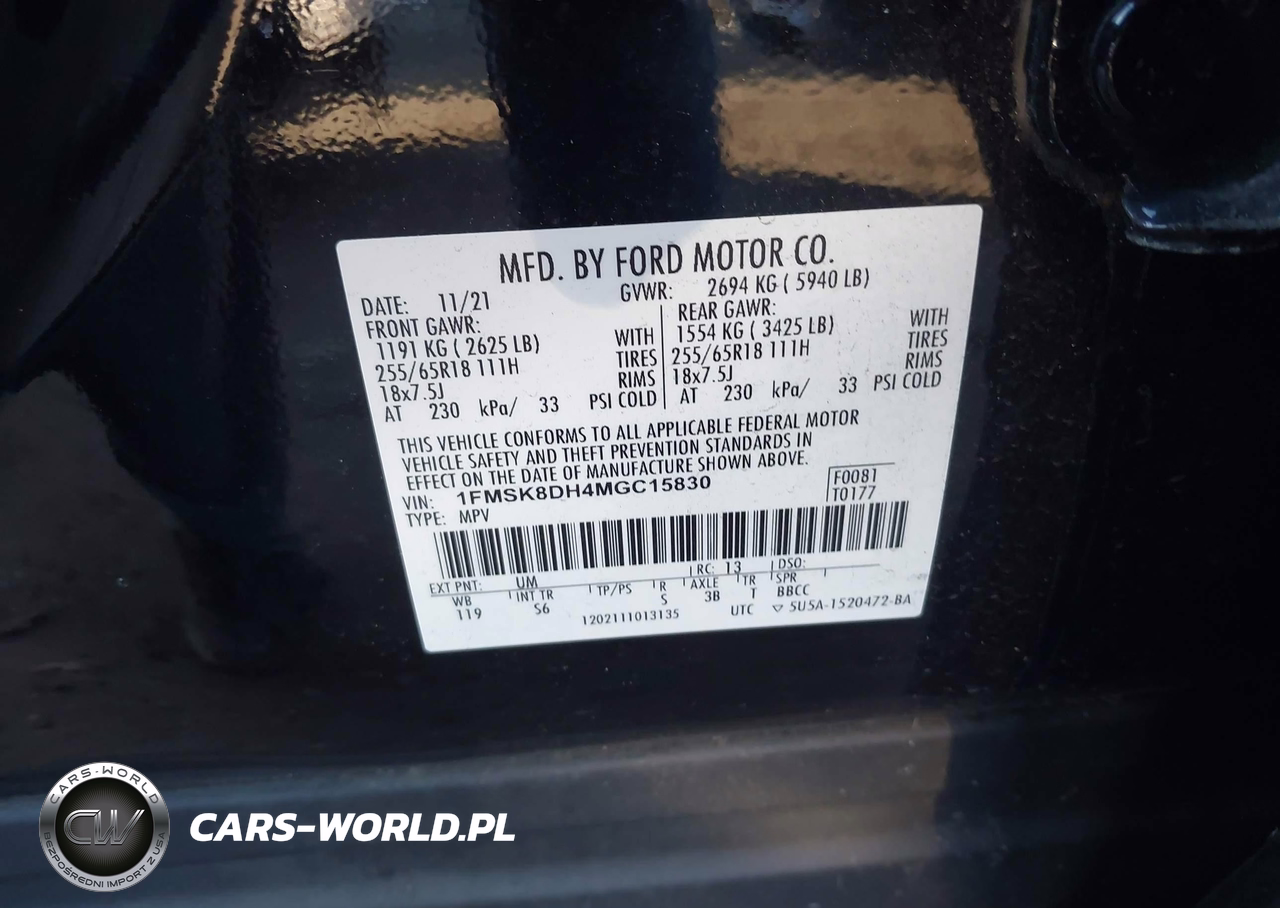 MFD. BY FORD MOTOR CO.
DATE: 11/21 GVWR: 2694 KG ( 5940 LB)
FRONT GAWR: REAR GAWR:
1191 KG ( 2625 LB) WITH 1554 KG ( 3425 LB) WITH
255/65R18 111H TIRES 255/65R18 111H TIRES
18x7.5J RIMS 18x7.5J RIMS
AT 230 kPa/ 33 PSI COLD AT 230 kPa/ 33 PSI COLD
THIS VEHICLE CONFORMS TO ALL APPLICABLE FEDERAL MOTOR
VEHICLE SAFETY AND THEFT PREVENTION STANDARDS IN
EFFECT ON THE DATE OF MANUFACTURE SHOWN ABOVE.
VIN: 1FMSK8DH4MGC15830 F0081
TYPE: MPV T0177
EXT PNT: UM RC: 13 DSO:
WB INT TR TP/PS R AXLE TR SPR
119 S6 S 3B T BBCC
1202111013135 UTC ▽ 5U5A-1520472-BA
CARS-WORLD
CW
BEZPOŚREDNI IMPORT Z USA
CARS-WORLD.PL